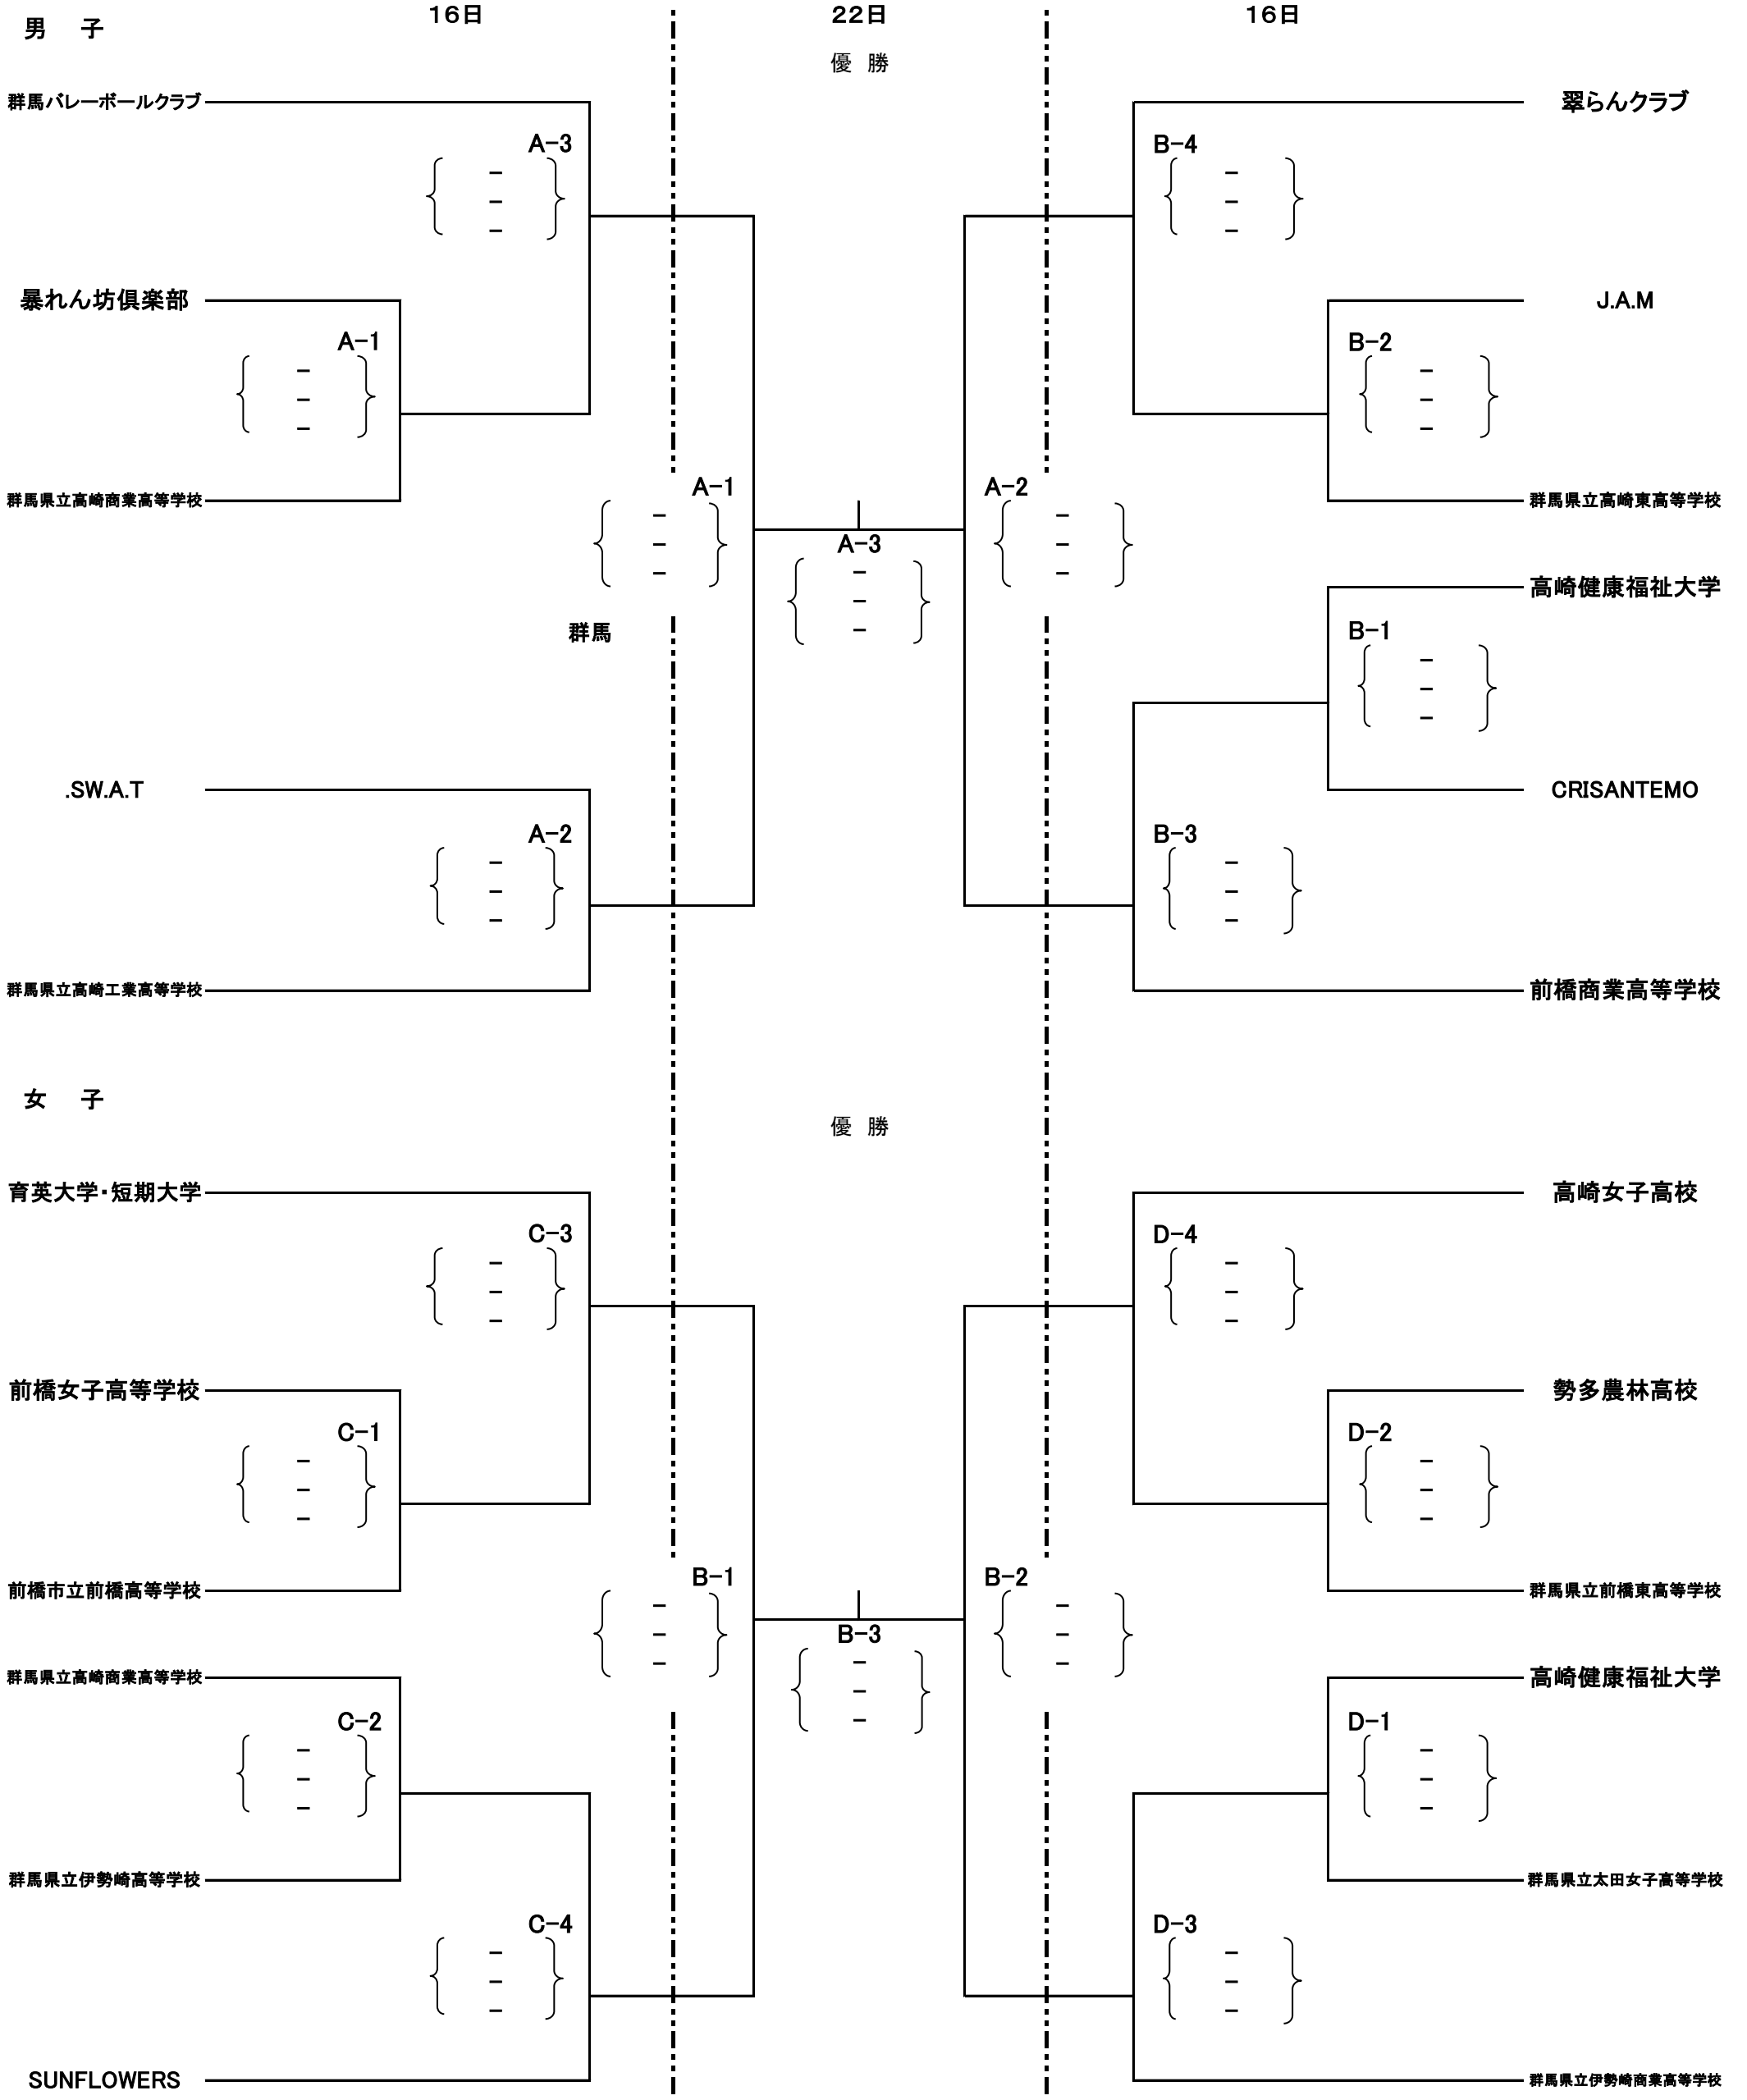 16日 22日 16日
男 子
優 勝
群馬バレーボールクラブ 翠らんクラブ
A-3 B-4
{ - }
{ - }
{ - }
暴れん坊倶楽部 J.A.M
A-1 B-2
群馬県立高崎商業高等学校 A-1 A-2 群馬県立高崎東高等学校
A-3
高崎健康福祉大学
群馬 B-1
.SW.A.T CRISANTEMO
A-2 B-3
群馬県立高崎工業高等学校 前橋商業高等学校
女 子
優 勝
育英大学・短期大学 高崎女子高校
C-3 D-4
前橋女子高等学校 勢多農林高校
C-1 D-2
B-1 B-2
前橋市立前橋高等学校 群馬県立前橋東高等学校
B-3
群馬県立高崎商業高等学校 高崎健康福祉大学
C-2 D-1
群馬県立伊勢崎高等学校 群馬県立太田女子高等学校
C-4 D-3
SUNFLOWERS 群馬県立伊勢崎商業高等学校